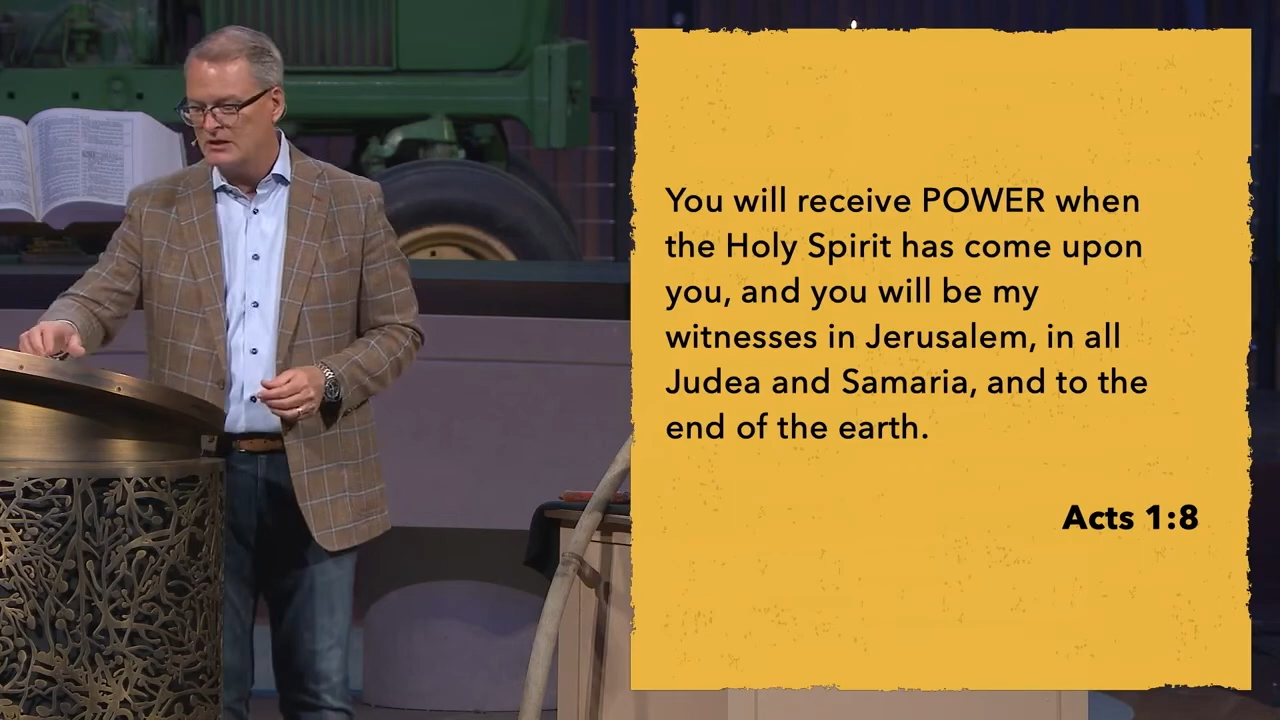 You will receive POWER when
the Holy Spirit has come upon
you, and you will be my
witnesses in Jerusalem, in all
Judea and Samaria, and to the
end of the earth.
Acts 1:8